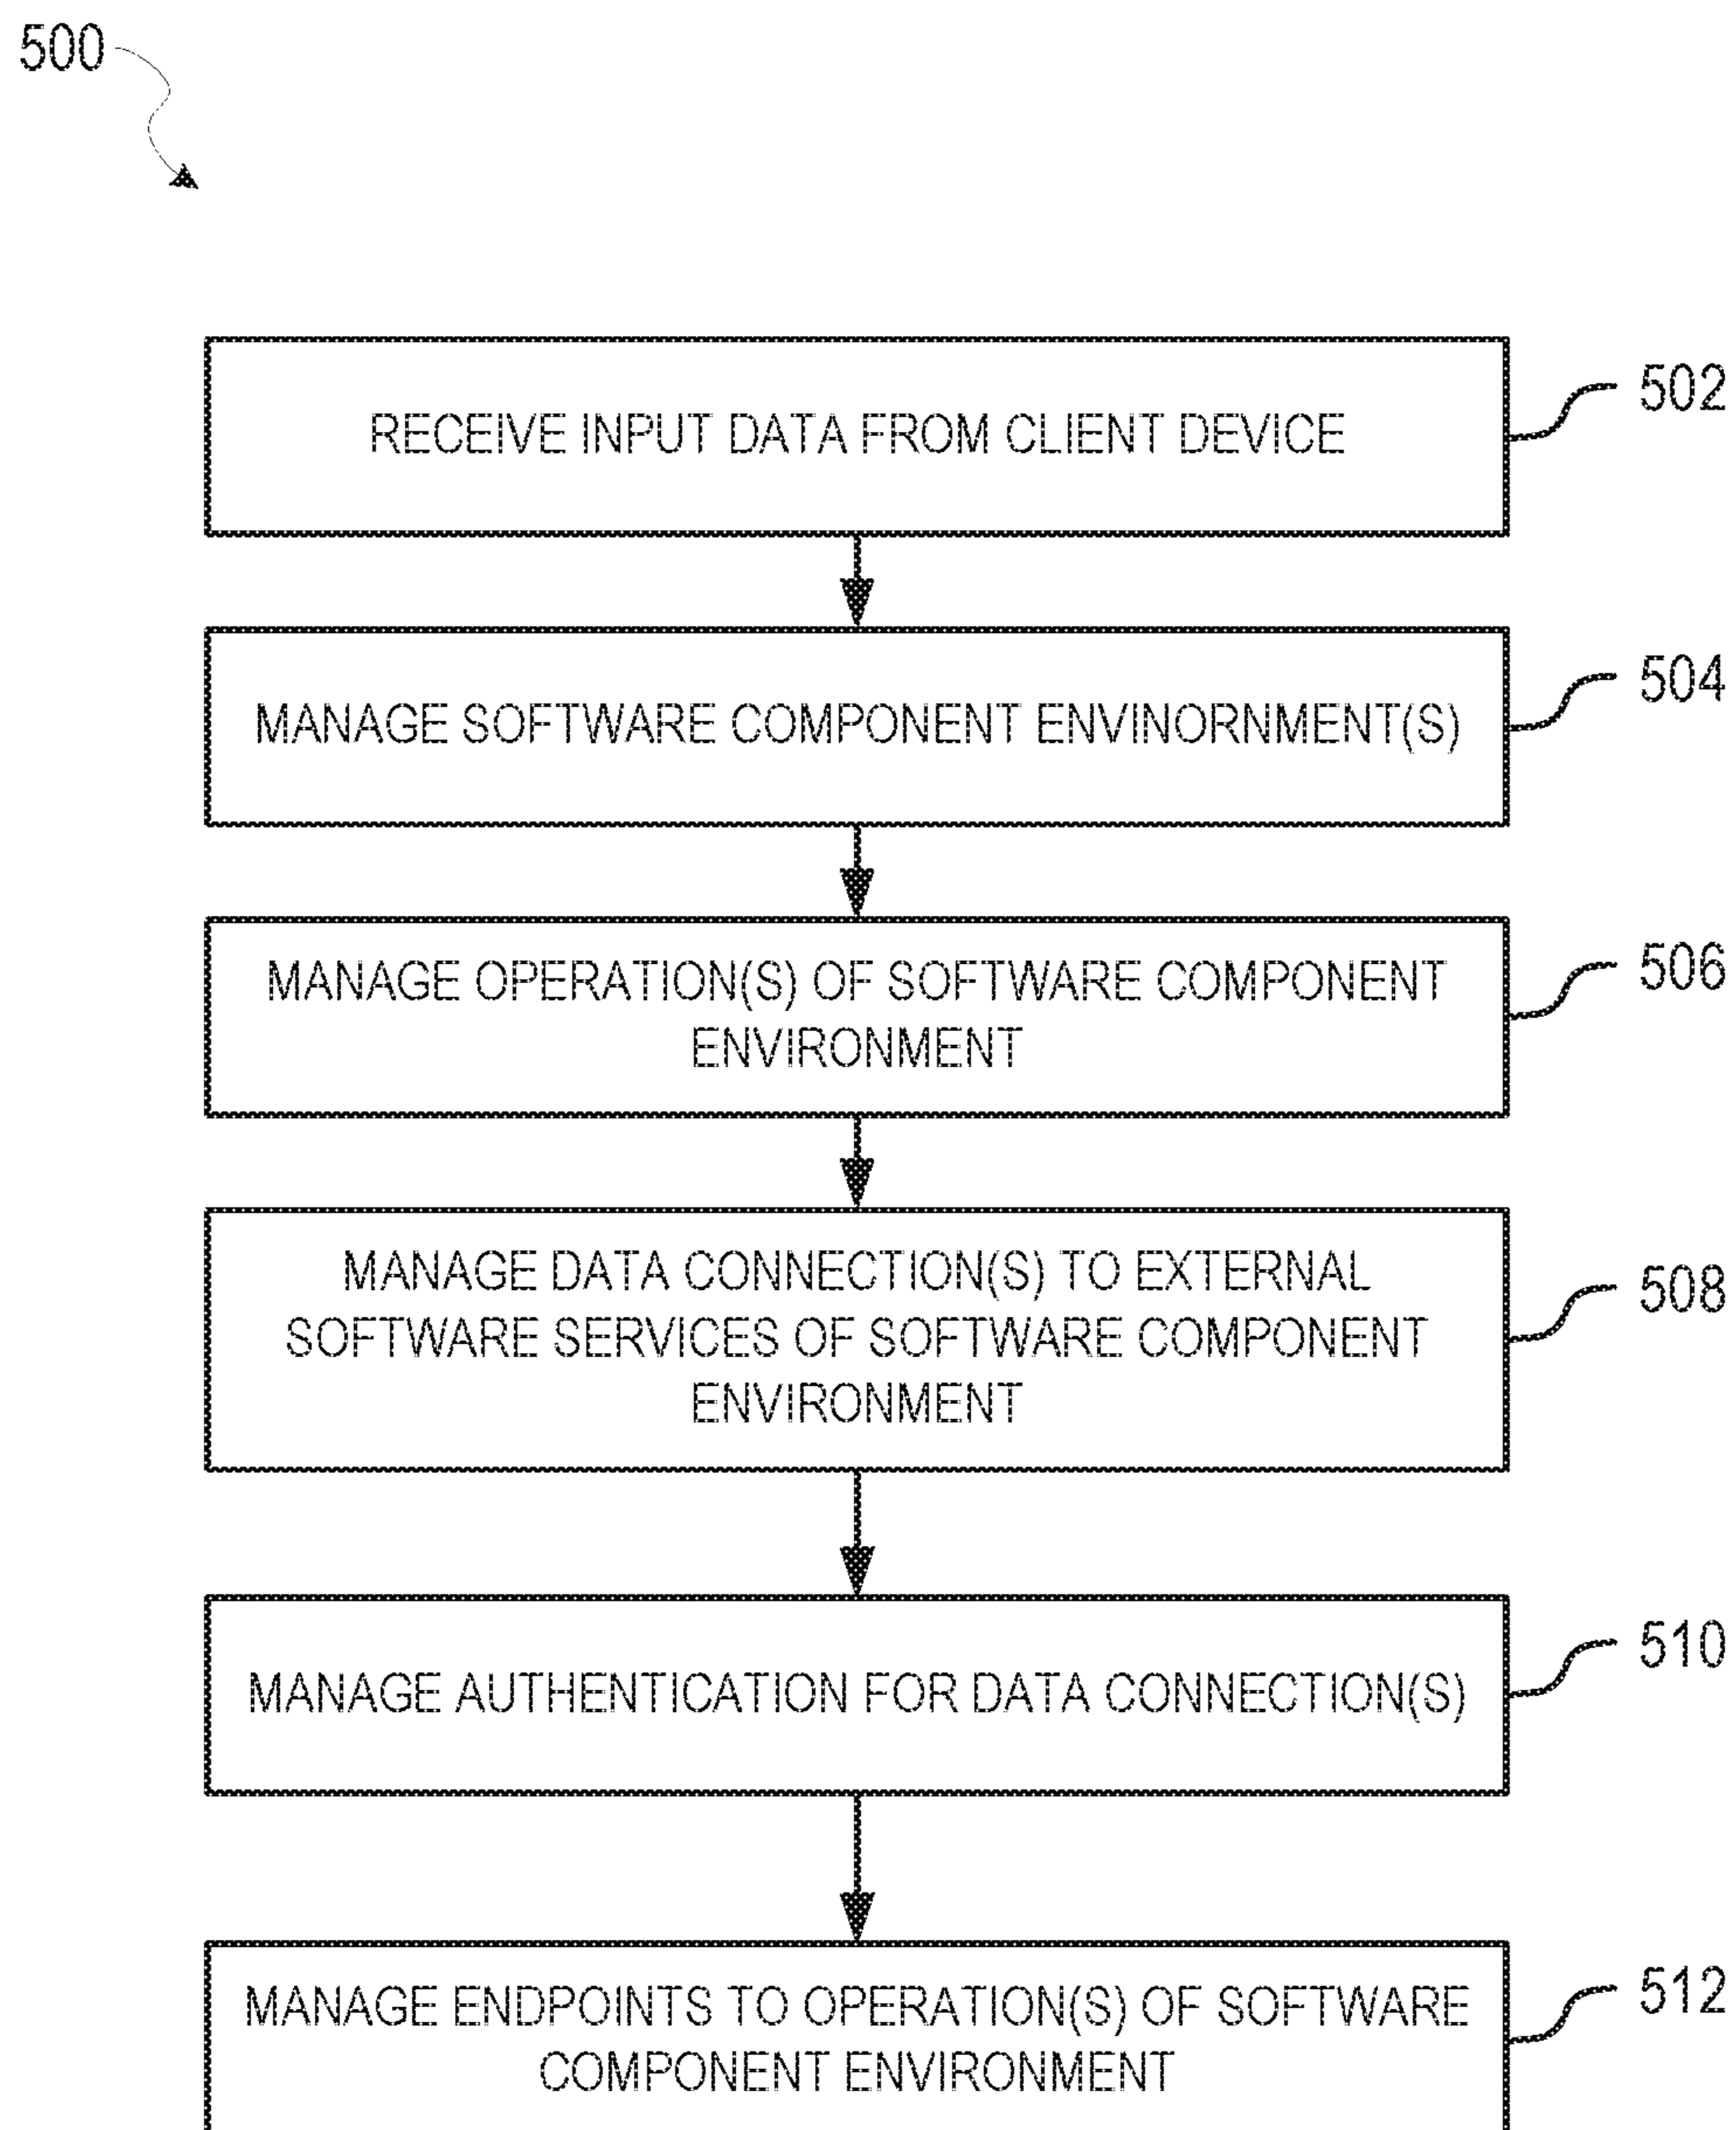 500
RECEIVE INPUT DATA FROM CLIENT DEVICE
502
MANAGE SOFTWARE COMPONENT ENVINORNMENT(S)
504
MANAGE OPERATION(S) OF SOFTWARE COMPONENT
ENVIRONMENT
506
MANAGE DATA CONNECTION(S) TO EXTERNAL
SOFTWARE SERVICES OF SOFTWARE COMPONENT
ENVIRONMENT
508
MANAGE AUTHENTICATION FOR DATA CONNECTION(S)
510
MANAGE ENDPOINTS TO OPERATION(S) OF SOFTWARE
COMPONENT ENVIRONMENT
512